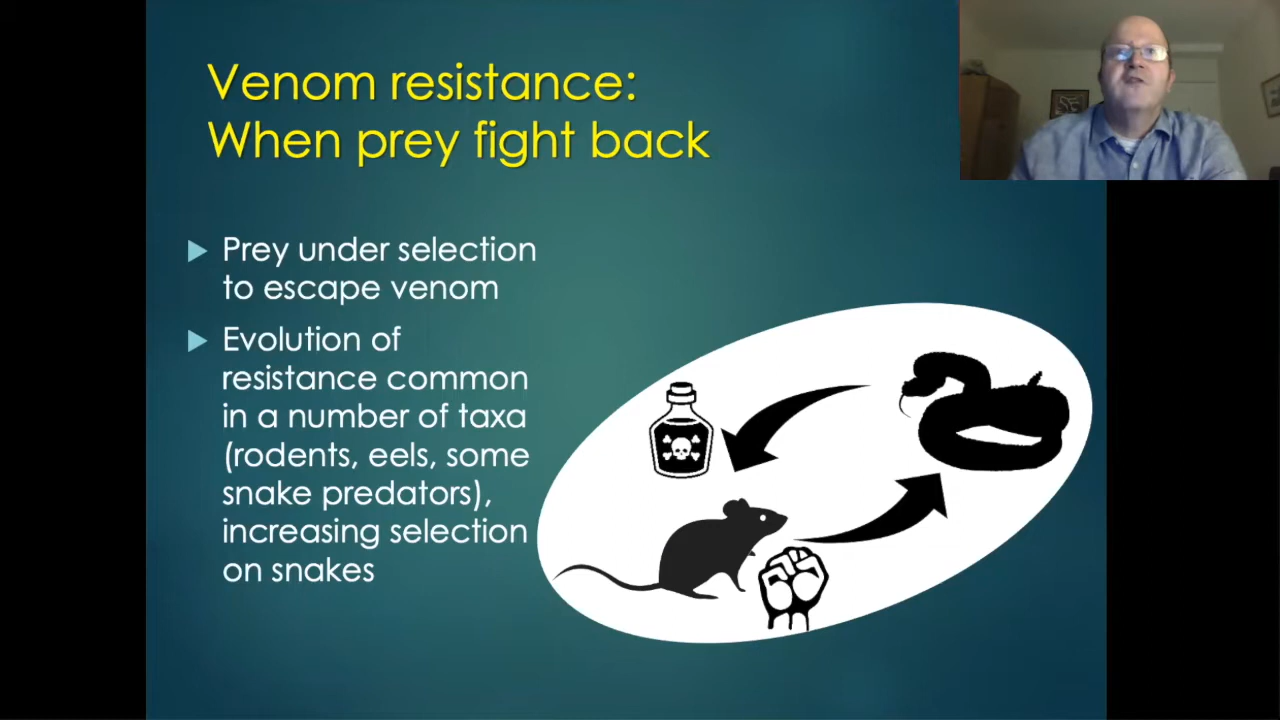 Venom resistance:
When prey fight back
Prey under selection
to escape venom
Evolution of
resistance common
in a number of taxa
(rodents, eels, some
snake predators),
increasing selection
on snakes